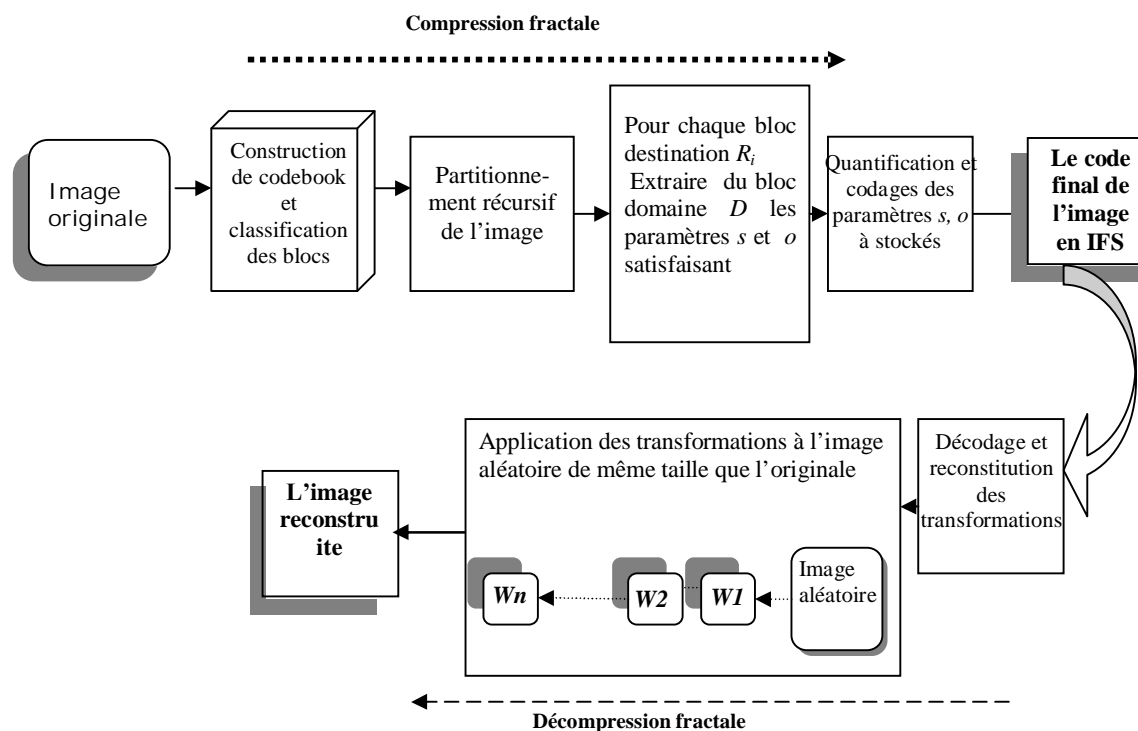 Compression fractale
Image
originale
Construction
de codebook
et
classification
des blocs
Partitionne-
ment récursif
de l’image
Pour chaque bloc
destination Ri
Extraire du bloc
domaine D les
paramètres s et o
satisfaisant
Quantification et
codages des
paramètres s, o
à stockés
Le code
final de
l’image
en IFS
Décodage et
reconstitution
des
transformations
Application des transformations à l’image
aléatoire de même taille que l’originale
Image
aléatoire
W1
W2
Wn
L’image
reconstru
ite
Décompression fractale